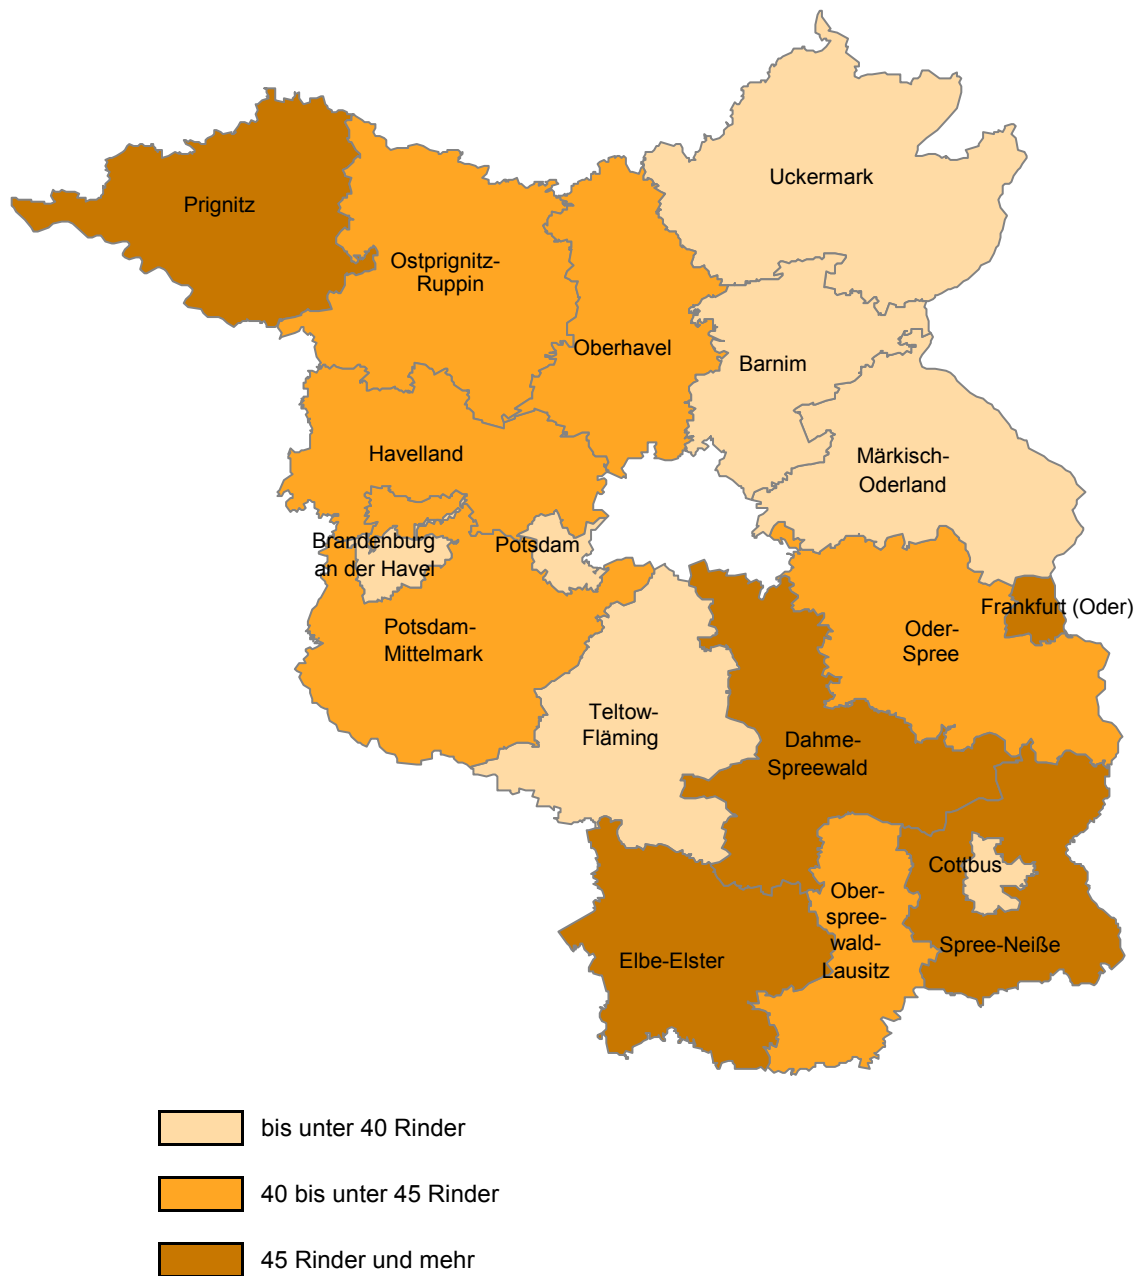 Uckermark
Prignitz
Ostprignitz-
Ruppin
Oberhavel
Barnim
Havelland
Märkisch-
Oderland
Brandenburg
an der Havel
Potsdam
Frankfurt (Oder)
Potsdam-
Mittelmark
Oder-
Spree
Teltow-
Fläming
Dahme-
Spreewald
Cottbus
Ober-
spree-
wald-
Lausitz
Spree-Neiße
Elbe-Elster
bis unter 40 Rinder
40 bis unter 45 Rinder
45 Rinder und mehr